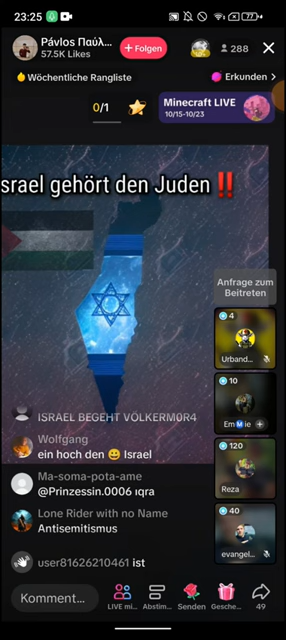 23:25
77
Pávlos Παύλ...
57.5K Likes
+ Folgen
288
Wöchentliche Rangliste
Erkunden >
0/1
Minecraft LIVE
10/15-10/23
srael gehört den Juden ‼️
Anfrage zum
Beitreten
4
Urband...
10
Em M ie
120
Reza
40
evangel...
ISRAEL BEGEHT VÖLKERM0R4
Wolfgang
ein hoch den 😀 Israel
Ma-soma-pota-ame
@Prinzessin.0006 ıqra
Lone Rider with no Name
Antisemitismus
user81626210461 ist
Komment...
LIVE mi...
Abstim...
Senden
Gesche...
49